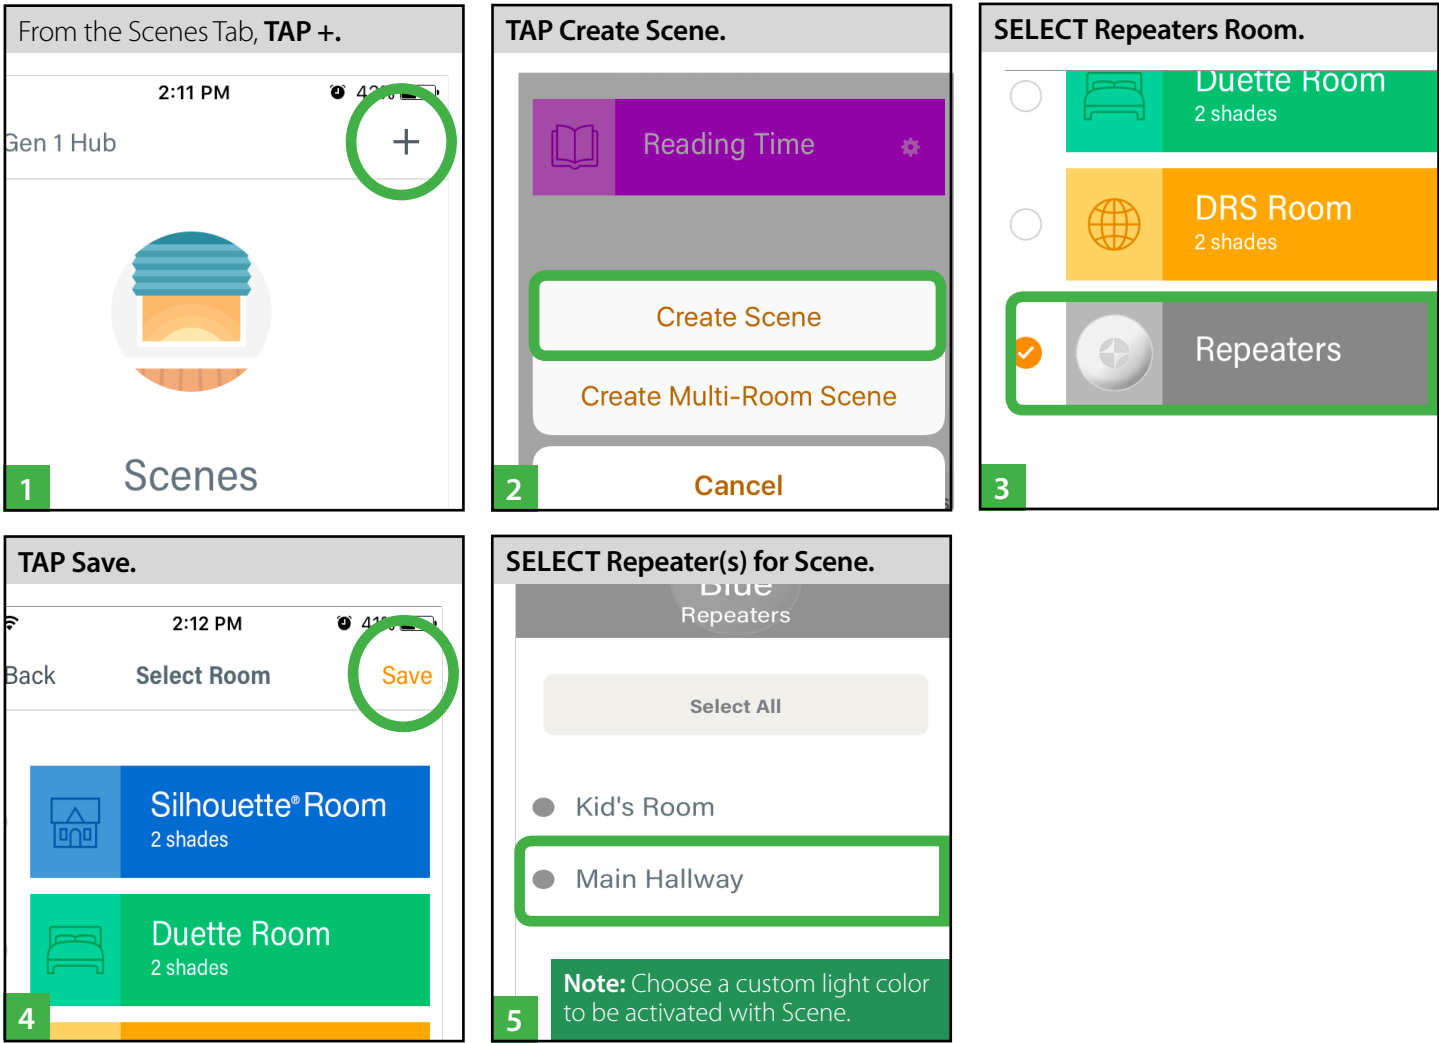 From the Scenes Tab, TAP +.
2:11 PM
Gen 1 Hub
+
Scenes
1
TAP Create Scene.
Reading Time
Create Scene
Create Multi-Room Scene
Cancel
2
SELECT Repeaters Room.
Duette Room
2 shades
DRS Room
2 shades
Repeaters
3
TAP Save.
2:12 PM
41%
Back Select Room Save
Silhouette® Room
2 shades
Duette Room
2 shades
4
SELECT Repeater(s) for Scene.
Blue
Repeaters
Select All
Kid's Room
Main Hallway
Note: Choose a custom light color
to be activated with Scene.
5